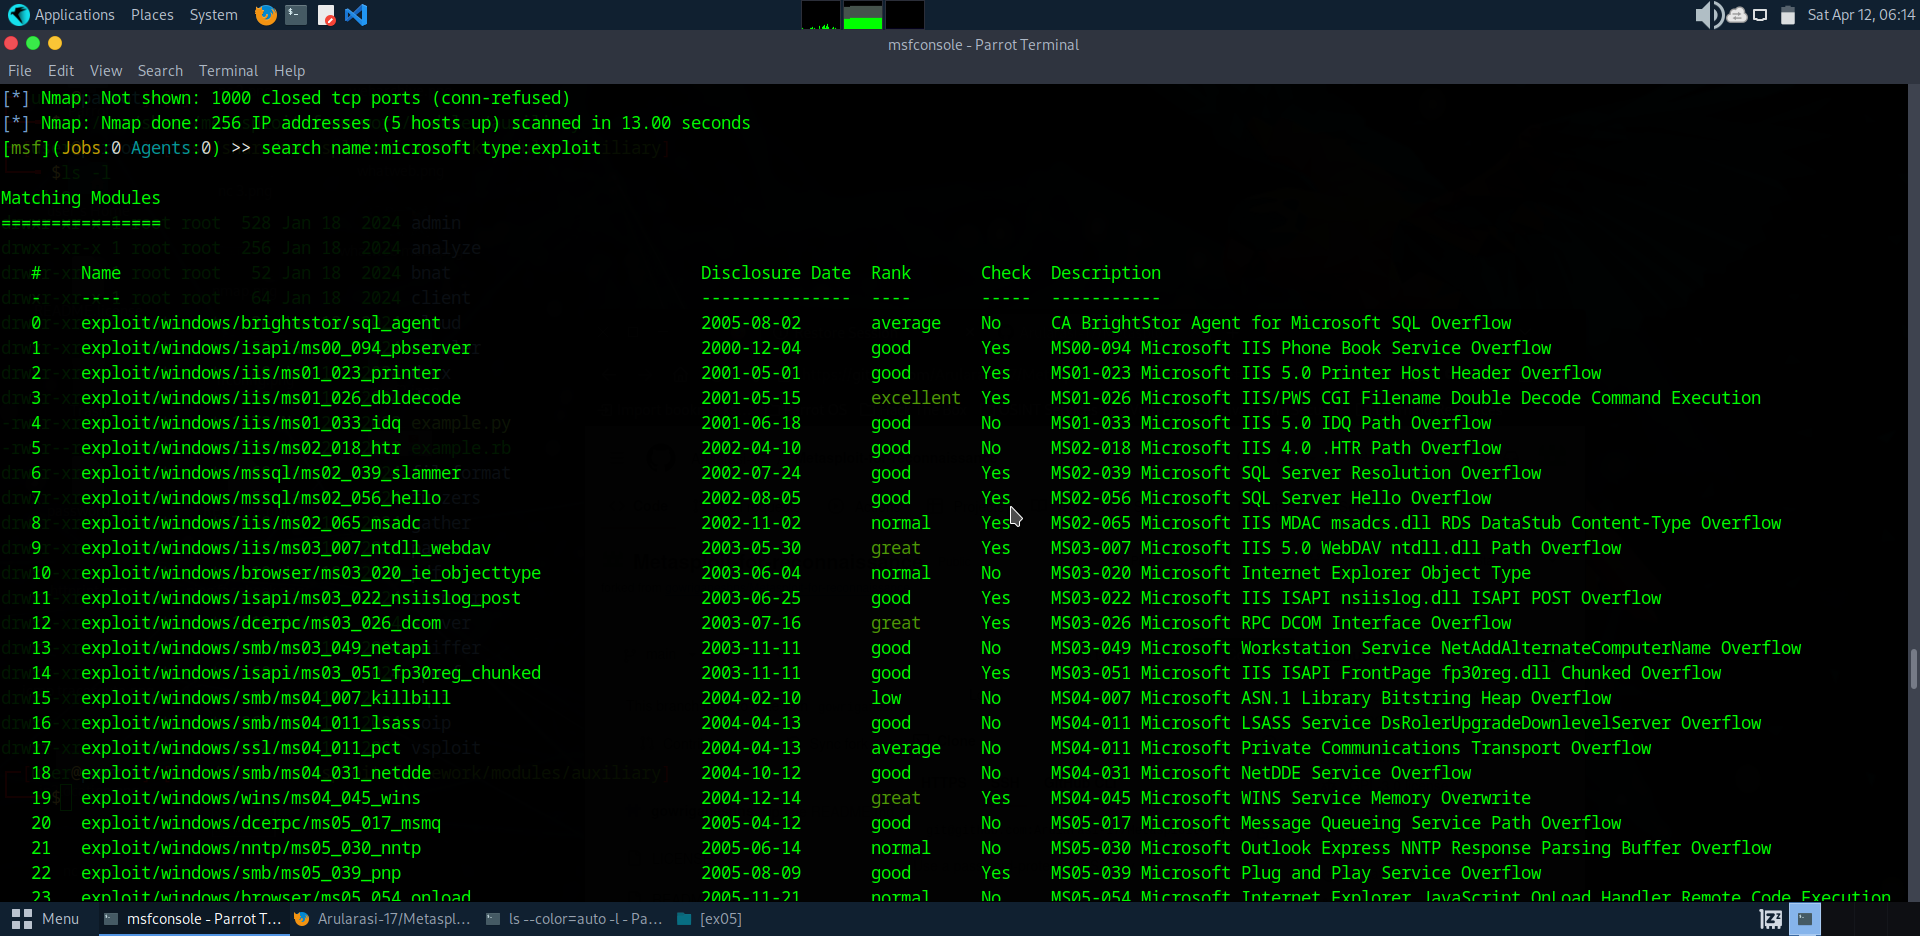 Applications Places System Sat Apr 12, 06:14
msfconsole - Parrot Terminal
File Edit View Search Terminal Help
[*] Nmap: Not shown: 1000 closed tcp ports (conn-refused)
[*] Nmap: Nmap done: 256 IP addresses (5 hosts up) scanned in 13.00 seconds
[msf](Jobs:0 Agents:0) >> search name:microsoft type:exploit
$ls -l
Matching Modules
================
# Name Disclosure Date Rank Check Description
- ---- --------------- ---- ----- -----------
0 exploit/windows/brightstor/sql_agent 2005-08-02 average No CA BrightStor Agent for Microsoft SQL Overflow
1 exploit/windows/isapi/ms00_094_pbserver 2000-12-04 good Yes MS00-094 Microsoft IIS Phone Book Service Overflow
2 exploit/windows/iis/ms01_023_printer 2001-05-01 good Yes MS01-023 Microsoft IIS 5.0 Printer Host Header Overflow
3 exploit/windows/iis/ms01_026_dbldecode 2001-05-15 excellent Yes MS01-026 Microsoft IIS/PWS CGI Filename Double Decode Command Execution
4 exploit/windows/iis/ms01_033_idq 2001-06-18 good No MS01-033 Microsoft IIS 5.0 IDQ Path Overflow
5 exploit/windows/iis/ms02_018_htr 2002-04-10 good No MS02-018 Microsoft IIS 4.0 .HTR Path Overflow
6 exploit/windows/mssql/ms02_039_slammer 2002-07-24 good Yes MS02-039 Microsoft SQL Server Resolution Overflow
7 exploit/windows/mssql/ms02_056_hello 2002-08-05 good Yes MS02-056 Microsoft SQL Server Hello Overflow
8 exploit/windows/iis/ms02_065_msadc 2002-11-02 normal Yes MS02-065 Microsoft IIS MDAC msadcs.dll RDS DataStub Content-Type Overflow
9 exploit/windows/iis/ms03_007_ntdll_webdav 2003-05-30 great Yes MS03-007 Microsoft IIS 5.0 WebDAV ntdll.dll Path Overflow
10 exploit/windows/browser/ms03_020_ie_objecttype 2003-06-04 normal No MS03-020 Microsoft Internet Explorer Object Type
11 exploit/windows/isapi/ms03_022_nsiislog_post 2003-06-25 good Yes MS03-022 Microsoft IIS ISAPI nsiislog.dll ISAPI POST Overflow
12 exploit/windows/dcerpc/ms03_026_dcom 2003-07-16 great Yes MS03-026 Microsoft RPC DCOM Interface Overflow
13 exploit/windows/smb/ms03_049_netapi 2003-11-11 good No MS03-049 Microsoft Workstation Service NetAddAlternateComputerName Overflow
14 exploit/windows/isapi/ms03_051_fp30reg_chunked 2003-11-11 good Yes MS03-051 Microsoft IIS ISAPI FrontPage fp30reg.dll Chunked Overflow
15 exploit/windows/smb/ms04_007_killbill 2004-02-10 low No MS04-007 Microsoft ASN.1 Library Bitstring Heap Overflow
16 exploit/windows/smb/ms04_011_lsass 2004-04-13 good No MS04-011 Microsoft LSASS Service DsRolerUpgradeDownlevelServer Overflow
17 exploit/windows/ssl/ms04_011_pct 2004-04-13 average No MS04-011 Microsoft Private Communications Transport Overflow
18 exploit/windows/smb/ms04_031_netdde 2004-10-12 good No MS04-031 Microsoft NetDDE Service Overflow
19 exploit/windows/wins/ms04_045_wins 2004-12-14 great Yes MS04-045 Microsoft WINS Service Memory Overwrite
20 exploit/windows/dcerpc/ms05_017_msmq 2005-04-12 good No MS05-017 Microsoft Message Queueing Service Path Overflow
21 exploit/windows/nntp/ms05_030_nntp 2005-06-14 normal No MS05-030 Microsoft Outlook Express NNTP Response Parsing Buffer Overflow
22 exploit/windows/smb/ms05_039_pnp 2005-08-09 good Yes MS05-039 Microsoft Plug and Play Service Overflow
23 exploit/windows/browser/ms05_054_onload 2005-11-21 normal No MS05-054 Microsoft Internet Explorer JavaScript OnLoad Handler Remote Code Execution
Menu msfconsole - Parrot T... Arularasi-17/Metaspl... ls --color=auto -l - Pa... [ex05]